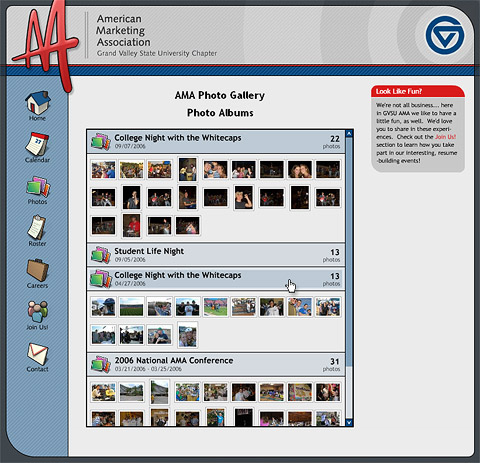 American
Marketing
Association
Grand Valley State University Chapter
Home
Calendar
Photos
Roster
Careers
Join Us!
Contact
AMA Photo Gallery
Photo Albums
College Night with the Whitecaps 22
09/07/2006 photos
Student Life Night 13
09/05/2006 photos
College Night with the Whitecaps 13
04/27/2006 photos
2006 National AMA Conference 31
03/21/2006 - 03/25/2006 photos
Look Like Fun?
We're not all business... here
in GVSU AMA we like to have a
little fun, as well. We'd love
you to share in these experi-
ences. Check out the Join Us!
section to learn how you take
part in our interesting, resume
-building events!